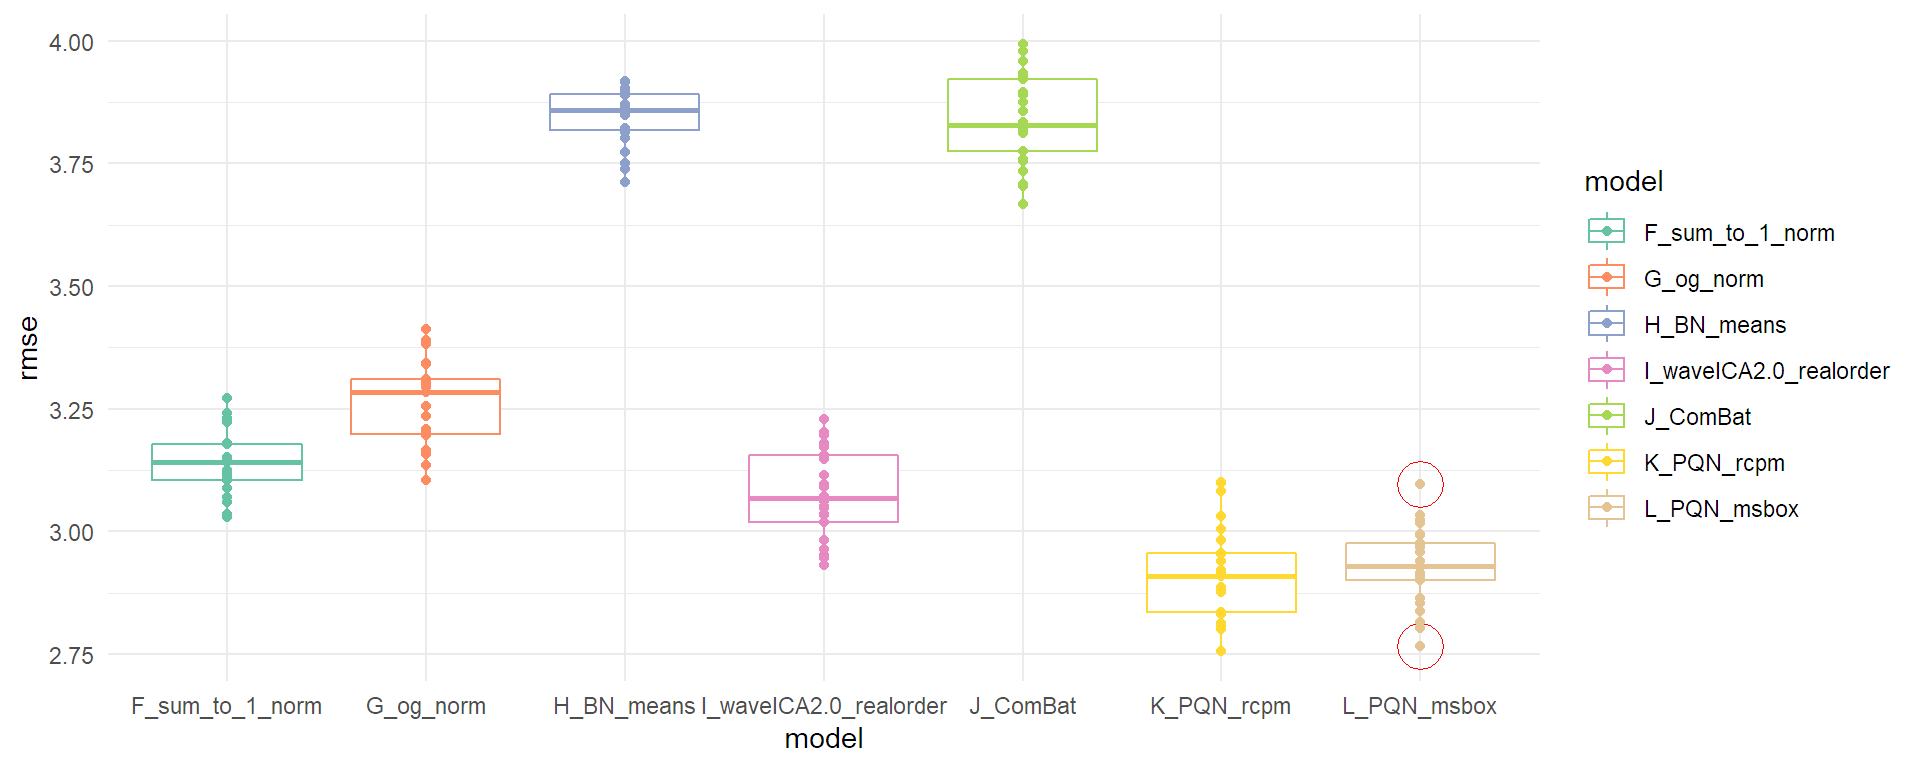 4.00
3.75
3.50
3.25
3.00
2.75
rmse
F_sum_to_1_norm
G_og_norm
H_BN_means
I_waveICA2.0_realorder
J_ComBat
K_PQN_rcpm
L_PQN_msbox
model
model
F_sum_to_1_norm
G_og_norm
H_BN_means
I_waveICA2.0_realorder
J_ComBat
K_PQN_rcpm
L_PQN_msbox